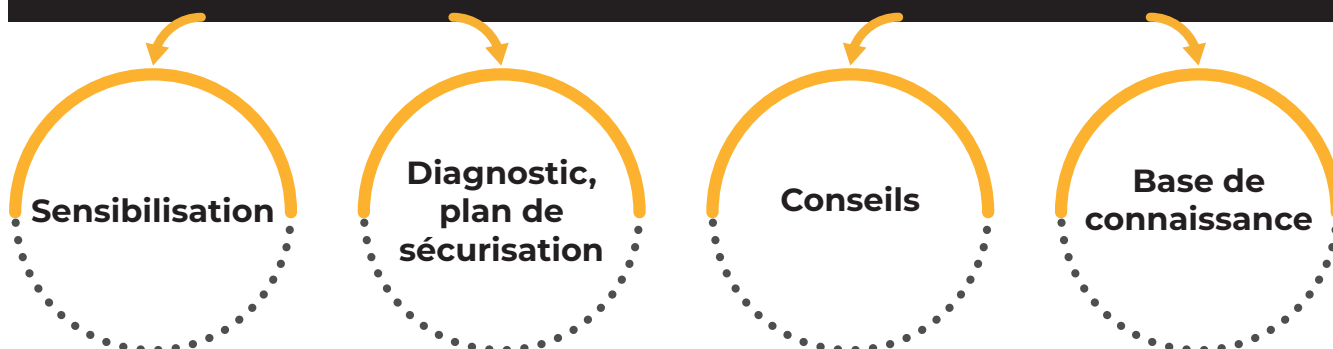 Sensibilisation
Diagnostic,
plan de
sécurisation
Conseils
Base de
connaissance